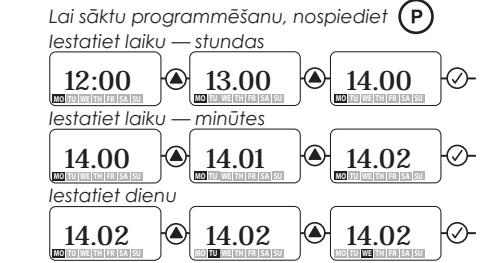 Lai sāktu programmēšanu, nospiediet P
Iestatiet laiku — stundas
12:00 13.00 14.00
MO TU WE TH FR SA SU MO TU WE TH FR SA SU MO TU WE TH FR SA SU
Iestatiet laiku — minūtes
14.00 14.01 14.02
MO TU WE TH FR SA SU MO TU WE TH FR SA SU MO TU WE TH FR SA SU
Iestatiet dienu
14.02 14.02 14.02
MO TU WE TH FR SA SU MO TU WE TH FR SA SU MO TU WE TH FR SA SU